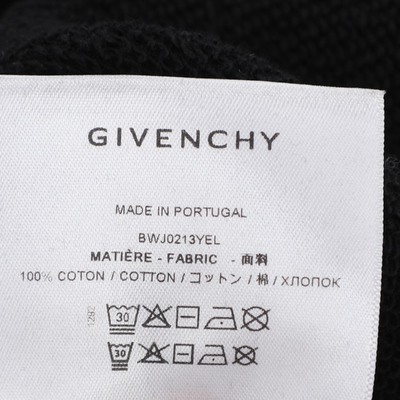 GIVENCHY
MADE IN PORTUGAL
BWJ0213YEL
MATIÈRE - FABRIC - 面料
100% COTON / COTTON / コットン / 棉 / ХЛОПОК
1292
30
30